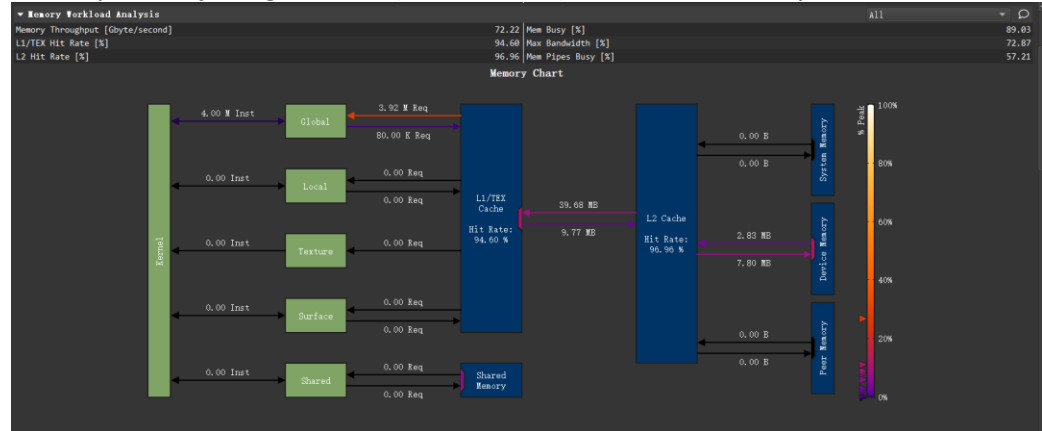 ▾ Memory Workload Analysis All
Memory Throughput [Gbyte/second] 72.22 Mem Busy [%] 89.03
L1/TEX Hit Rate [%] 94.60 Max Bandwidth [%] 72.87
L2 Hit Rate [%] 96.96 Mem Pipes Busy [%] 57.21
Memory Chart
Kernel
4.00 M Inst
Global
3.92 M Req
80.00 K Req
0.00 Inst
Local
0.00 Req
0.00 Req
0.00 Inst
Texture
0.00 Req
0.00 Inst
Surface
0.00 Req
0.00 Req
0.00 Inst
Shared
0.00 Req
0.00 Req
L1/TEX
Cache
Hit Rate:
94.60 %
Shared
Memory
39.68 MB
9.77 MB
L2 Cache
Hit Rate:
96.96 %
0.00 B
0.00 B
System Memory
2.83 MB
7.80 MB
Device Memory
0.00 B
0.00 B
Peer Memory
% Peak
100%
80%
60%
40%
20%
0%